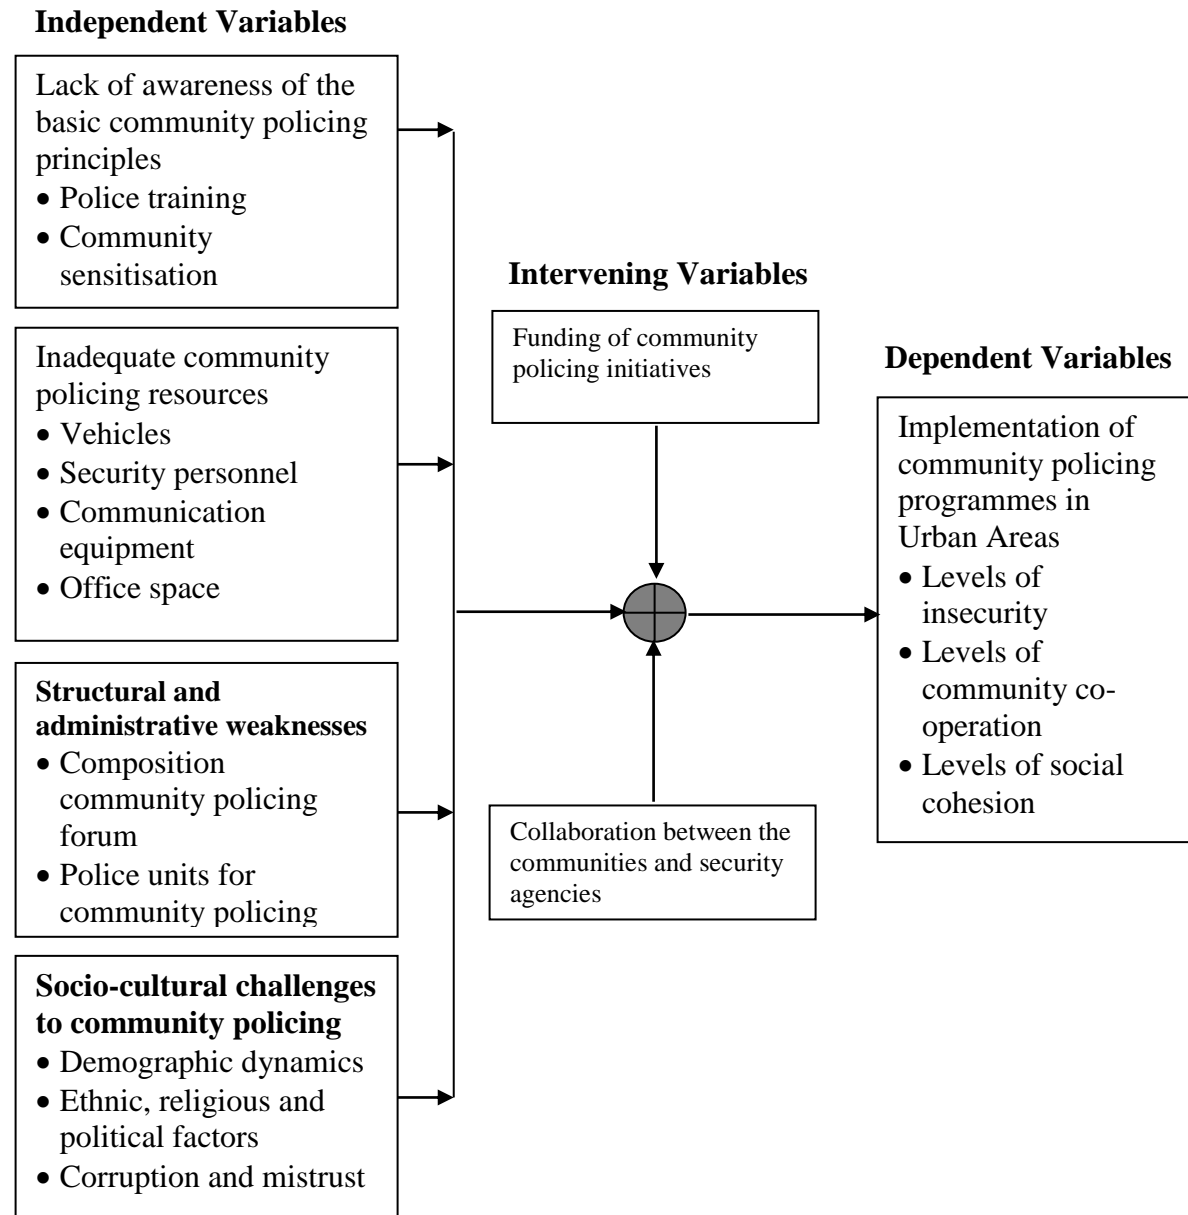 Independent Variables
Lack of awareness of the
basic community policing
principles
• Police training
• Community
sensitisation
Inadequate community
policing resources
• Vehicles
• Security personnel
• Communication
equipment
• Office space
Structural and
administrative weaknesses
• Composition
community policing
forum
• Police units for
community policing
Socio-cultural challenges
to community policing
• Demographic dynamics
• Ethnic, religious and
political factors
• Corruption and mistrust
Intervening Variables
Funding of community
policing initiatives
Collaboration between the
communities and security
agencies
Dependent Variables
Implementation of
community policing
programmes in
Urban Areas
• Levels of
insecurity
• Levels of
community co-
operation
• Levels of social
cohesion